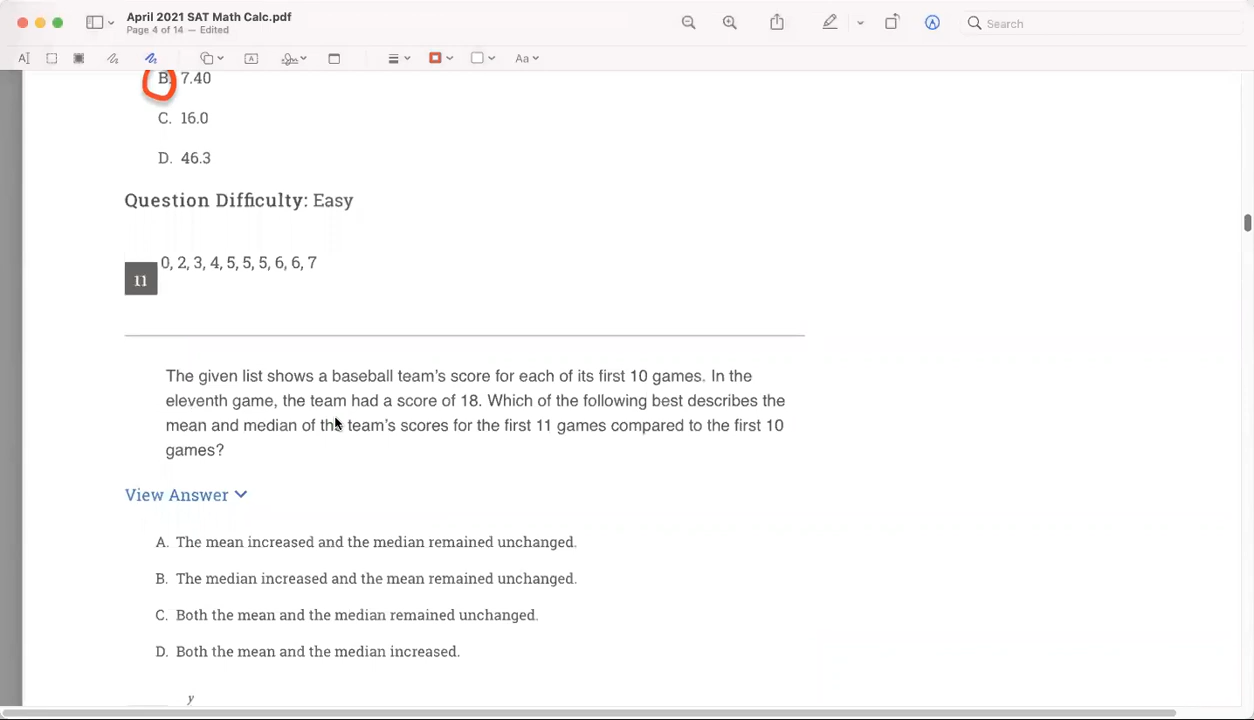 April 2021 SAT Math Calc.pdf
Page 4 of 14 — Edited
Search
Aa
B. 7.40
C. 16.0
D. 46.3
Question Difficulty: Easy
0, 2, 3, 4, 5, 5, 5, 6, 6, 7
11
The given list shows a baseball team's score for each of its first 10 games. In the
eleventh game, the team had a score of 18. Which of the following best describes the
mean and median of the team's scores for the first 11 games compared to the first 10
games?
View Answer
A. The mean increased and the median remained unchanged.
B. The median increased and the mean remained unchanged.
C. Both the mean and the median remained unchanged.
D. Both the mean and the median increased.
y